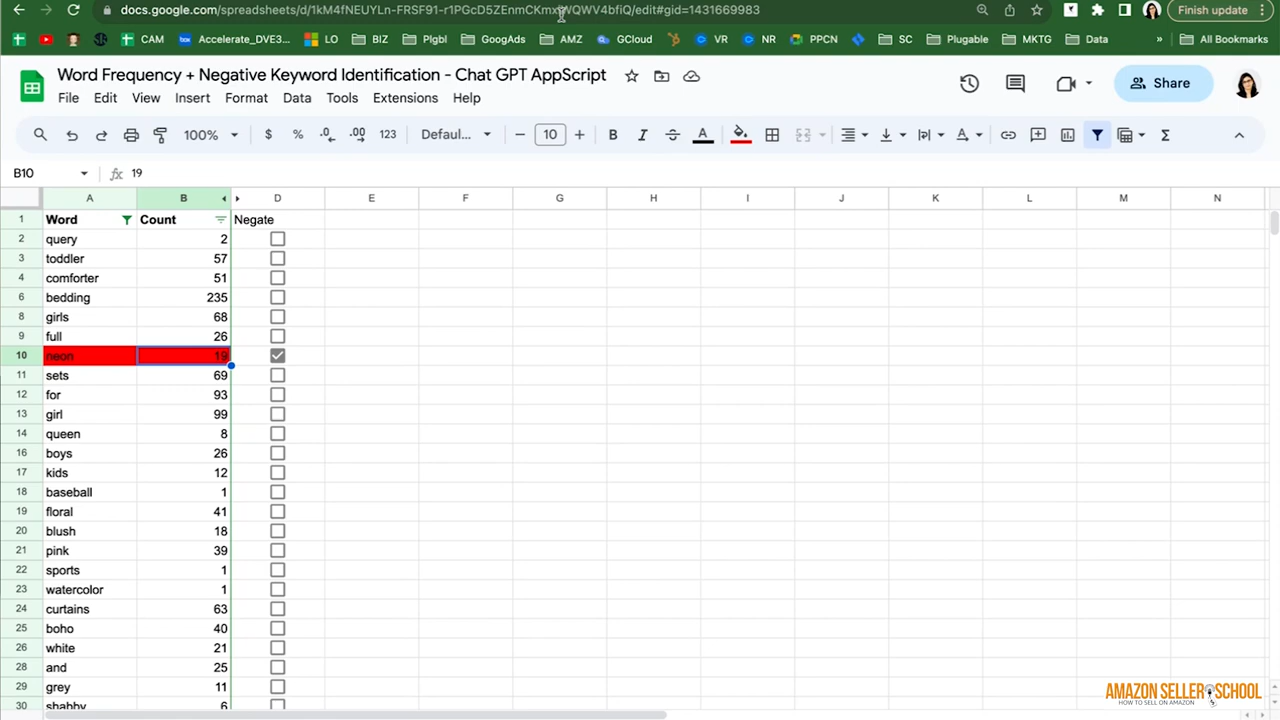 docs.google.com/spreadsheets/d/1kM4fNEUYLn-FRSF91-r1PGcD5ZEnmCKmxWQWV4bfiQ/edit#gid=1431669983
Finish update
CAM Accelerate_DVE3... LO BIZ Plgbl GoogAds AMZ GCloud VR NR PPCN SC Plugable MKTG Data » All Bookmarks
Word Frequency + Negative Keyword Identification - Chat GPT AppScript
Share
File Edit View Insert Format Data Tools Extensions Help
100% $ % .0 .00 123 Defaul... − 10 + B I A Σ
B10 fx 19
A B D E F G H I J K L M N
1 Word Count Negate
2 query 2
3 toddler 57
4 comforter 51
6 bedding 235
8 girls 68
9 full 26
10 neon 19
11 sets 69
12 for 93
13 girl 99
14 queen 8
16 boys 26
17 kids 12
18 baseball 1
19 floral 41
20 blush 18
21 pink 39
22 sports 1
23 watercolor 1
24 curtains 63
25 boho 40
26 white 21
28 and 25
29 grey 11
30 shabby 6
AMAZON SELLER SCHOOL
HOW TO SELL ON AMAZON